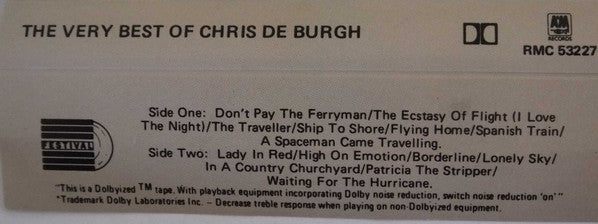 THE VERY BEST OF CHRIS DE BURGH
A&M
RECORDS
RMC 53227
Side One: Don't Pay The Ferryman/The Ecstasy Of Flight (I Love
The Night)/The Traveller/Ship To Shore/Flying Home/Spanish Train/
A Spaceman Came Travelling.
FESTIVAL
Side Two: Lady In Red/High On Emotion/Borderline/Lonely Sky/
In A Country Churchyard/Patricia The Stripper/
Waiting For The Hurricane.
"This is a Dolbyized TM tape. With playback equipment incorporating Dolby noise reduction, switch noise reduction 'on'"
"Trademark Dolby Laboratories Inc. – Decrease treble response when playing on non-Dolbyized equipment.